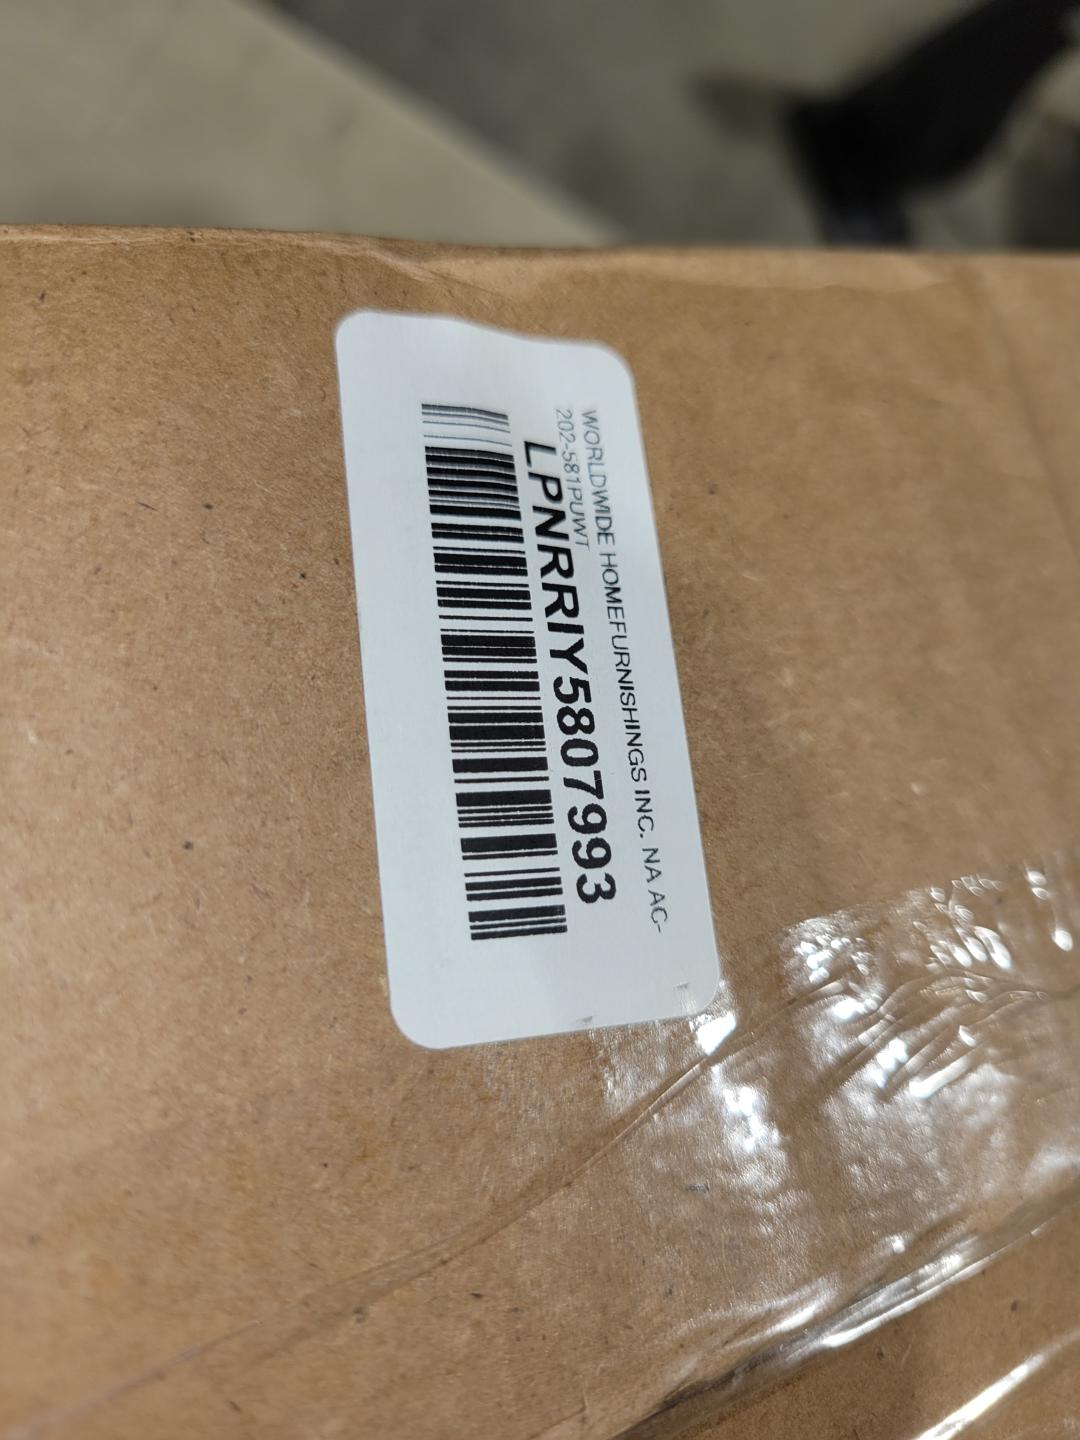 WORLDWIDE HOMEFURNISHINGS INC. NA AC-
202-581PUWT
LPNRRIY5807993